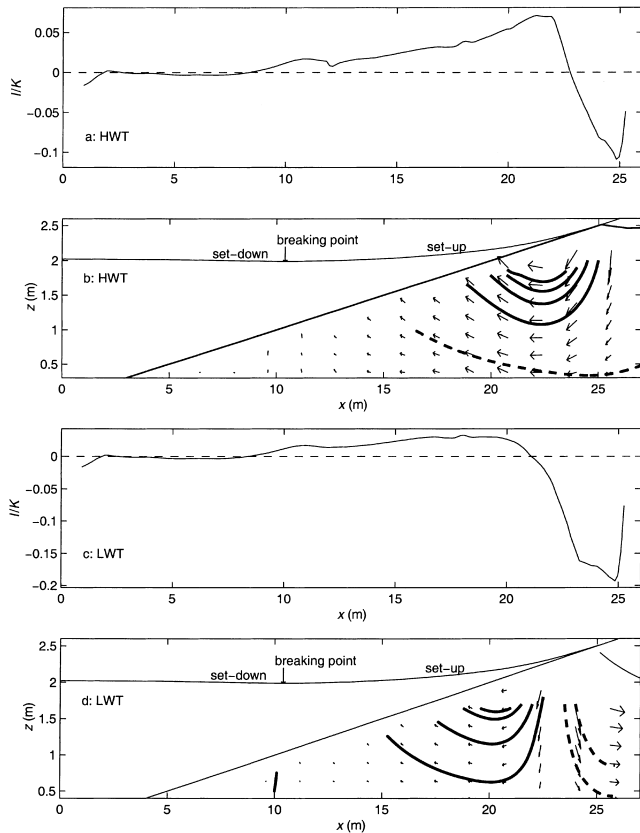 0.05
0
−0.05
−0.1
I/K
a: HWT
0 5 10 15 20 25
2.5
2
1.5
1
0.5
z (m)
breaking point
set−down
set−up
b: HWT
0 5 10 15 20 25
x (m)
0
−0.05
−0.1
−0.15
−0.2
I/K
c: LWT
0 5 10 15 20 25
x (m)
2.5
2
1.5
1
0.5
z (m)
breaking point
set−down
set−up
d: LWT
0 5 10 15 20 25
x (m)